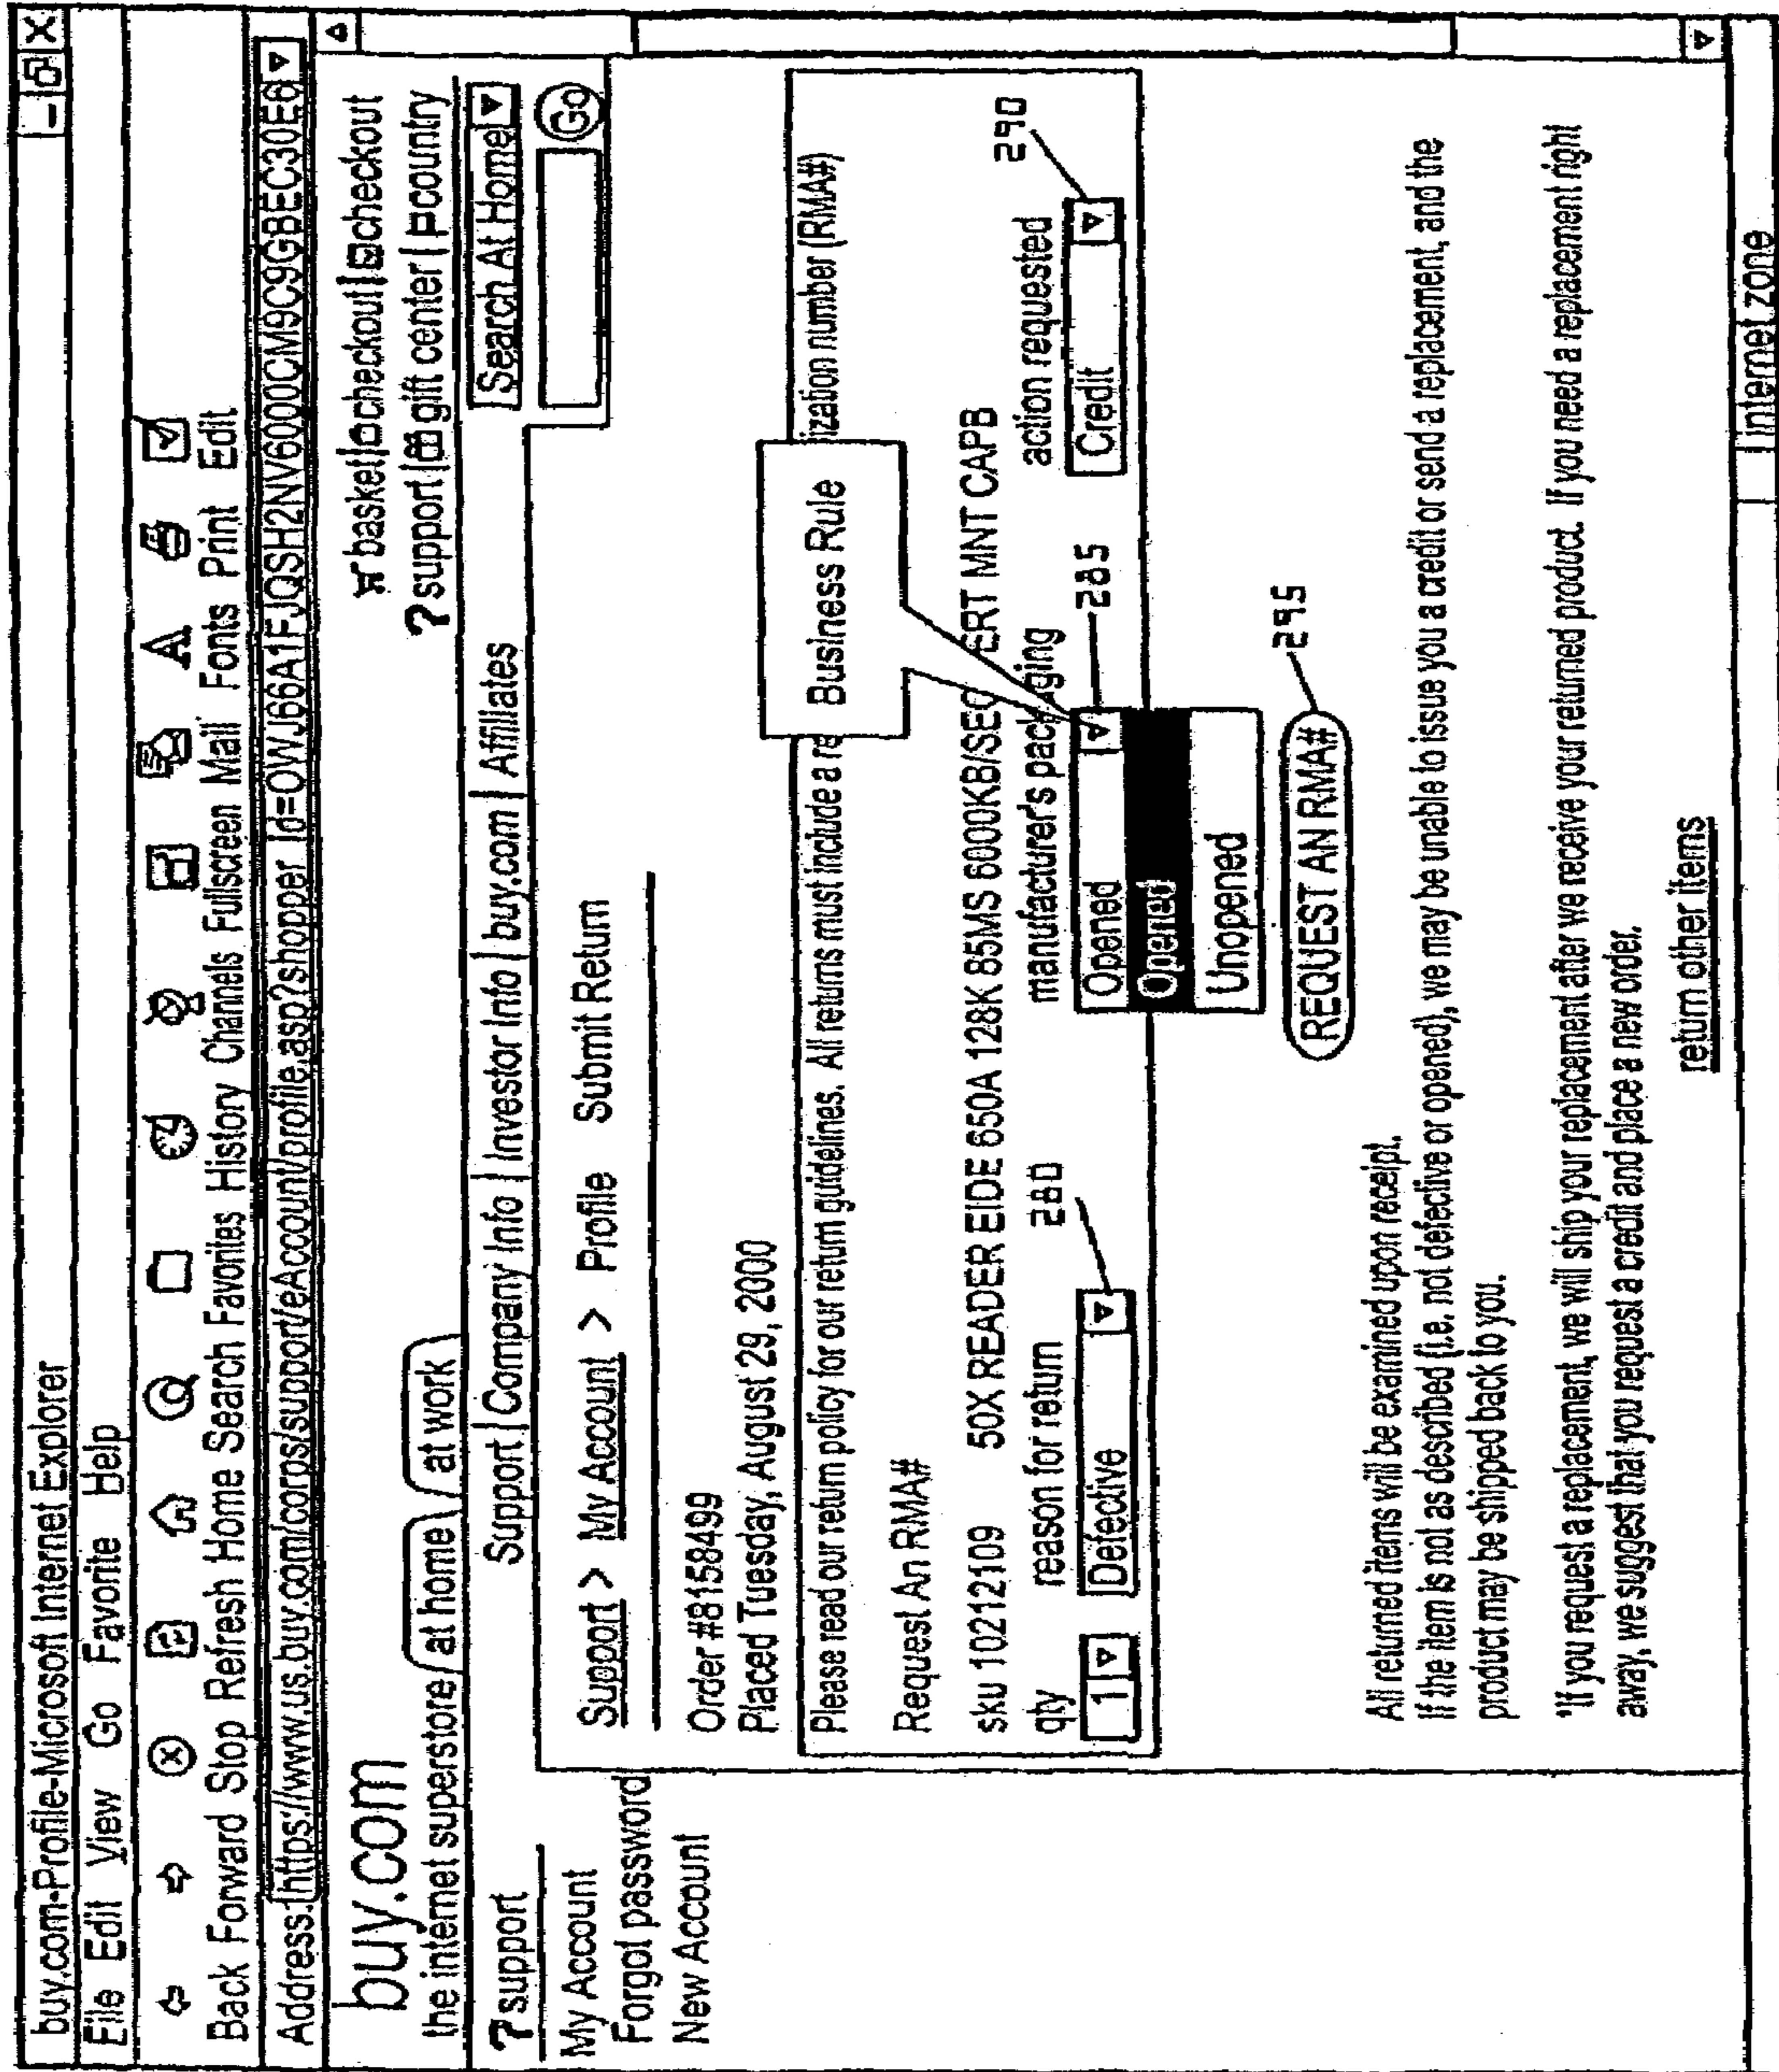 buy.com-Profile-Microsoft Internet Explorer
File Edit View Go Favorite Help
Back Forward Stop Refresh Home Search Favorites History Channels Fullscreen Mail Fonts Print Edit
Address: https://www.us.buy.com/corps/support/eAccount/profile.asp?shopper_Id=OWJ66A1FJQSH2NV6000CM9C9GBEC30E6
buy.com
basket|checkout|checkout
the internet superstore/at home\/at work
?support|gift center|country
Support|Company Info|Investor Info|buy.com|Affiliates
Search At Home
Go
?support
My Account
Forgot password
New Account
Support > My Account > Profile Submit Return
Order #8158499
Placed Tuesday, August 29, 2000
Please read our return policy for our return guidelines. All returns must include a re ization number (RMA#)
Business Rule
Request An RMA#
sku 10212109 50X READER EIDE 650A 128K 85MS 6000KB/SEC ERT MNT CAPB
qty reason for return 280 manufacturer's packaging 285 action requested 290
1 Defective Opened Credit
Opened
Unopened
REQUEST AN RMA# 295
All returned items will be examined upon receipt.
If the item is not as described (i.e. not defective or opened), we may be unable to issue you a credit or send a replacement, and the
product may be shipped back to you.
*If you request a replacement, we will ship your replacement after we receive your returned product. If you need a replacement right
away, we suggest that you request a credit and place a new order.
return other items
Internet zone